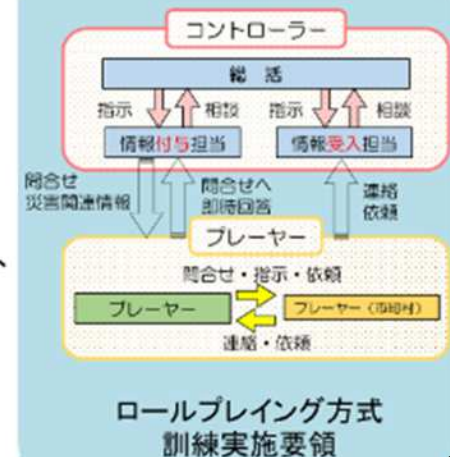 コントローラー
総 括
指示 相談 指示 相談
情報付与担当 情報受入担当
問合せ
災害関連情報
問合せへ
即時回答
連絡
依頼
プレーヤー
問合せ・指示・依頼
プレーヤー プレーヤー（市町村）
連絡・依頼
ロールプレイング方式
訓練実施要領